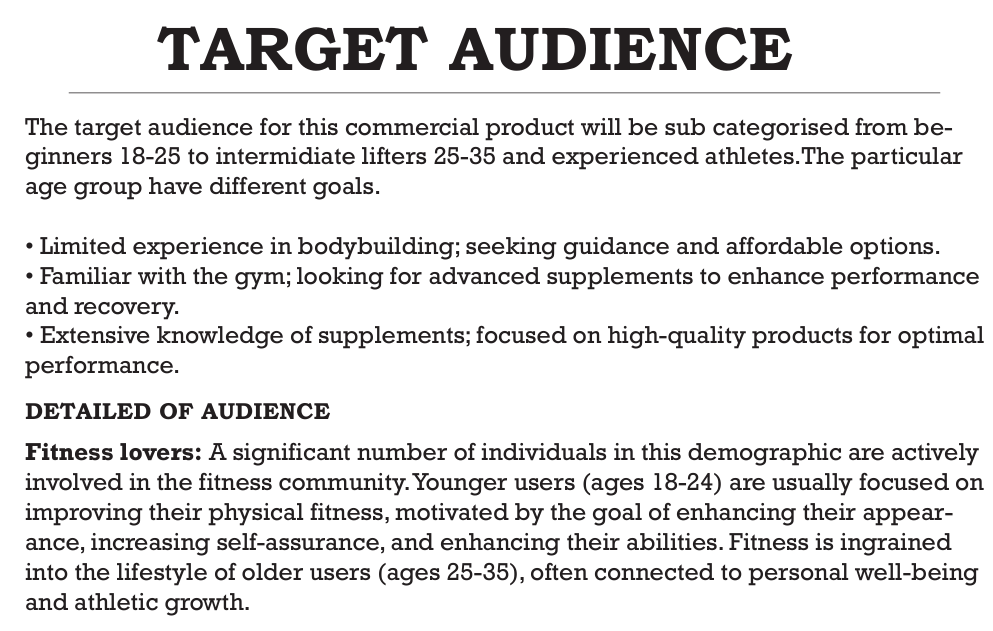 TARGET AUDIENCE
The target audience for this commercial product will be sub categorised from be-
ginners 18-25 to intermidiate lifters 25-35 and experienced athletes.The particular
age group have different goals.
• Limited experience in bodybuilding; seeking guidance and affordable options.
• Familiar with the gym; looking for advanced supplements to enhance performance
and recovery.
• Extensive knowledge of supplements; focused on high-quality products for optimal
performance.
DETAILED OF AUDIENCE
Fitness lovers: A significant number of individuals in this demographic are actively
involved in the fitness community. Younger users (ages 18-24) are usually focused on
improving their physical fitness, motivated by the goal of enhancing their appear-
ance, increasing self-assurance, and enhancing their abilities. Fitness is ingrained
into the lifestyle of older users (ages 25-35), often connected to personal well-being
and athletic growth.